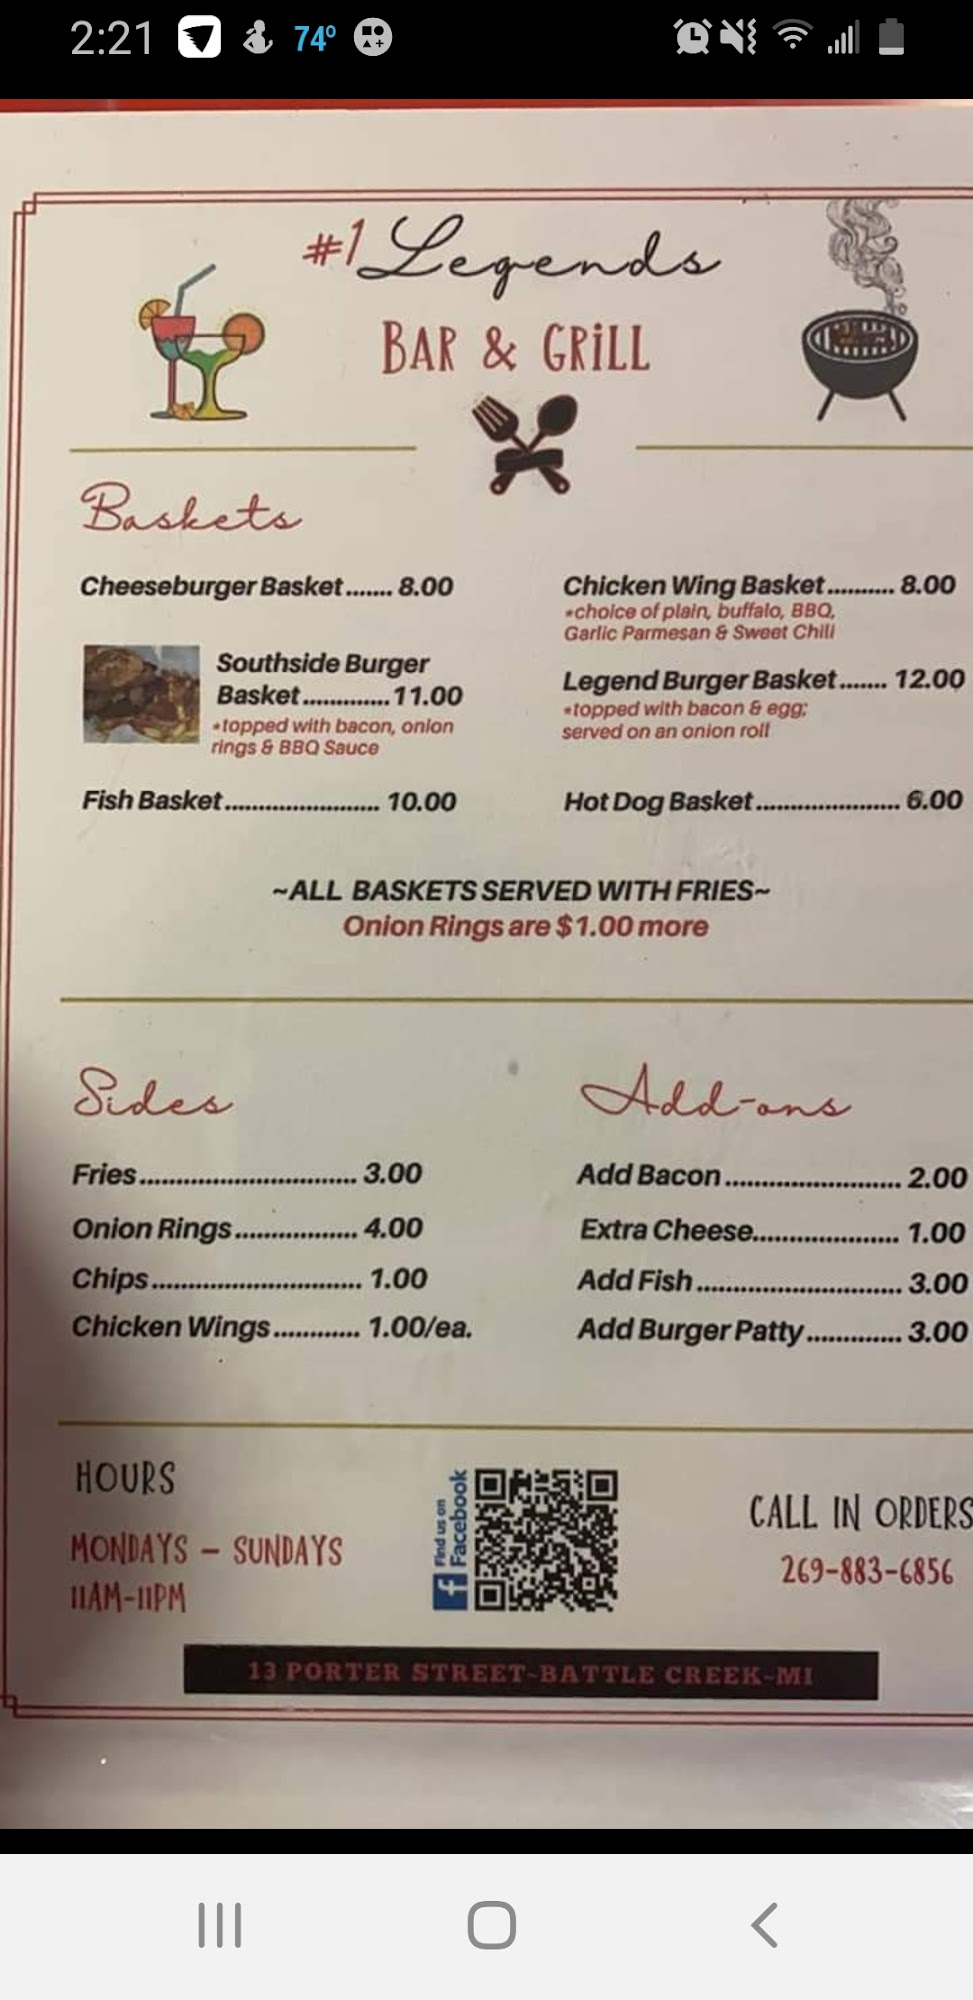 2:21 74°
#1 Legends
BAR & GRiLL
Baskets
Cheeseburger Basket....... 8.00
Southside Burger
Basket.............11.00
*topped with bacon, onion
rings & BBQ Sauce
Fish Basket...................... 10.00
Chicken Wing Basket.......... 8.00
*choice of plain, buffalo, BBQ,
Garlic Parmesan & Sweet Chili
Legend Burger Basket....... 12.00
*topped with bacon & egg;
served on an onion roll
Hot Dog Basket..................... 6.00
~ALL BASKETS SERVED WITH FRIES~
Onion Rings are $1.00 more
Sides
Fries.............................. 3.00
Onion Rings................. 4.00
Chips............................. 1.00
Chicken Wings............ 1.00/ea.
Add-ons
Add Bacon........................ 2.00
Extra Cheese..................... 1.00
Add Fish............................ 3.00
Add Burger Patty............. 3.00
HOURS
MONDAYS – SUNDAYS
11AM-11PM
Find us on
Facebook
CALL IN ORDERS
269-883-6856
13 PORTER STREET-BATTLE CREEK-MI